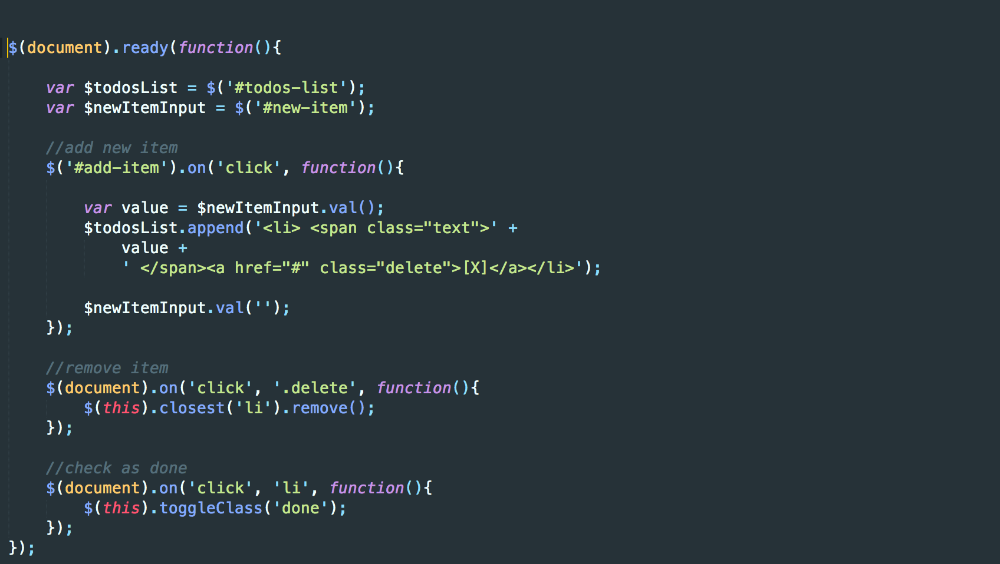 $(document).ready(function(){
    var $todosList = $('#todos-list');
    var $newItemInput = $('#new-item');
    //add new item
    $('#add-item').on('click', function(){
        var value = $newItemInput.val();
        $todosList.append('<li> <span class="text">' +
            value +
            ' </span><a href="#" class="delete">[X]</a></li>');
        $newItemInput.val('');
    });
    //remove item
    $(document).on('click', '.delete', function(){
        $(this).closest('li').remove();
    });
    //check as done
    $(document).on('click', 'li', function(){
        $(this).toggleClass('done');
    });
});